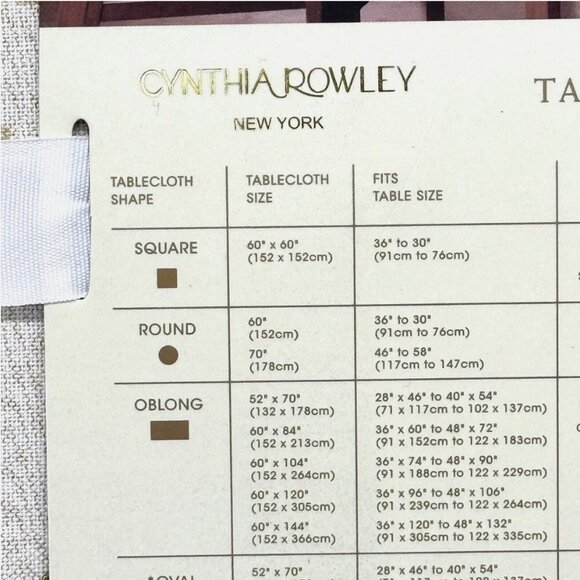 CYNTHIA ROWLEY
NEW YORK
TA
TABLECLOTH SHAPE
TABLECLOTH SIZE
FITS TABLE SIZE
SQUARE
60" x 60"
(152 x 152cm)
36" to 30"
(91cm to 76cm)
ROUND
60"
(152cm)
36" to 30"
(91cm to 76cm)
70"
(178cm)
46" to 58"
(117cm to 147cm)
OBLONG
52" x 70"
(132 x 178cm)
28" x 46" to 40" x 54"
(71 x 117cm to 102 x 137cm)
60" x 84"
(152 x 213cm)
36" x 60" to 48" x 72"
(91 x 152cm to 122 x 183cm)
60" x 104"
(152 x 264cm)
36" x 74" to 48" x 90"
(91 x 188cm to 122 x 229cm)
60" x 120"
(152 x 305cm)
36" x 96" to 48" x 106"
(91 x 239cm to 122 x 264cm)
60" x 144"
(152 x 366cm)
36" x 120" to 48" x 132"
(91 x 305cm to 122 x 335cm)
*OVAL
52" x 70"
28" x 46" to 40" x 54"